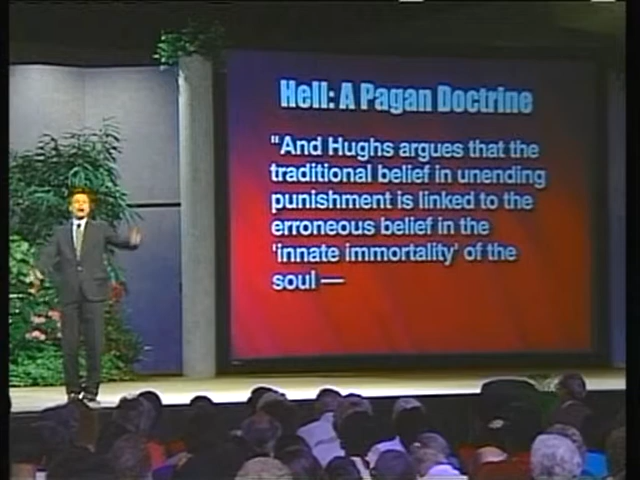 Hell: A Pagan Doctrine
"And Hughs argues that the
traditional belief in unending
punishment is linked to the
erroneous belief in the
'innate immortality' of the
soul —